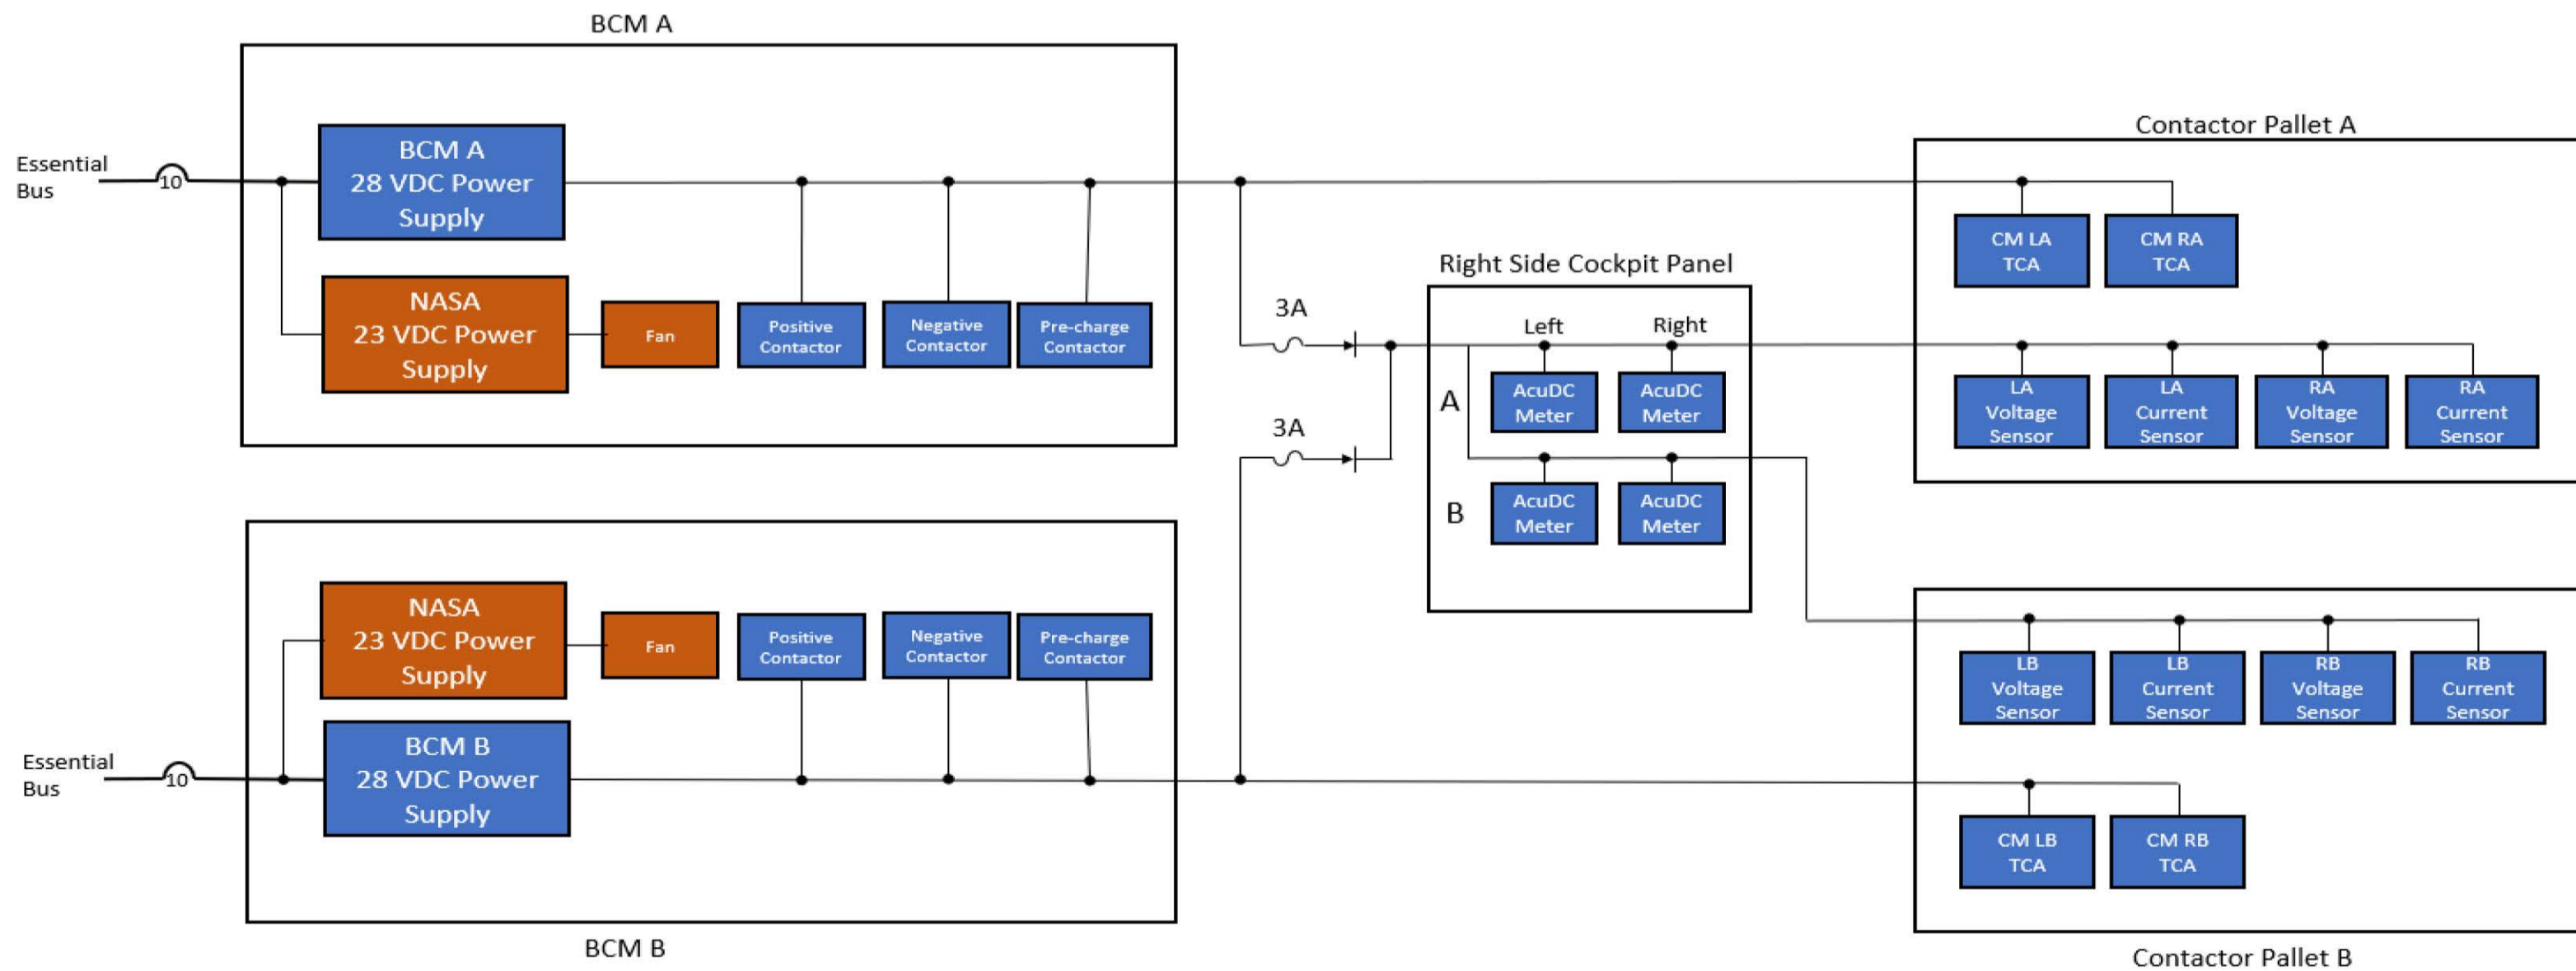 BCM A
Essential
Bus
10
BCM A
28 VDC Power
Supply
NASA
23 VDC Power
Supply
Fan
Positive
Contactor
Negative
Contactor
Pre-charge
Contactor
3A
3A
Right Side Cockpit Panel
Left
Right
A
AcuDC
Meter
AcuDC
Meter
B
AcuDC
Meter
AcuDC
Meter
Contactor Pallet A
CM LA
TCA
CM RA
TCA
LA
Voltage
Sensor
LA
Current
Sensor
RA
Voltage
Sensor
RA
Current
Sensor
NASA
23 VDC Power
Supply
Fan
Positive
Contactor
Negative
Contactor
Pre-charge
Contactor
Essential
Bus
10
BCM B
28 VDC Power
Supply
BCM B
LB
Voltage
Sensor
LB
Current
Sensor
RB
Voltage
Sensor
RB
Current
Sensor
CM LB
TCA
CM RB
TCA
Contactor Pallet B